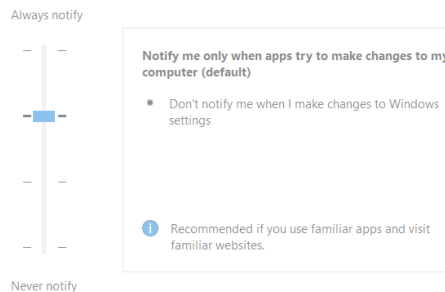 Always notify
Notify me only when apps try to make changes to my
computer (default)
Don't notify me when I make changes to Windows
settings
Recommended if you use familiar apps and visit
familiar websites.
Never notify